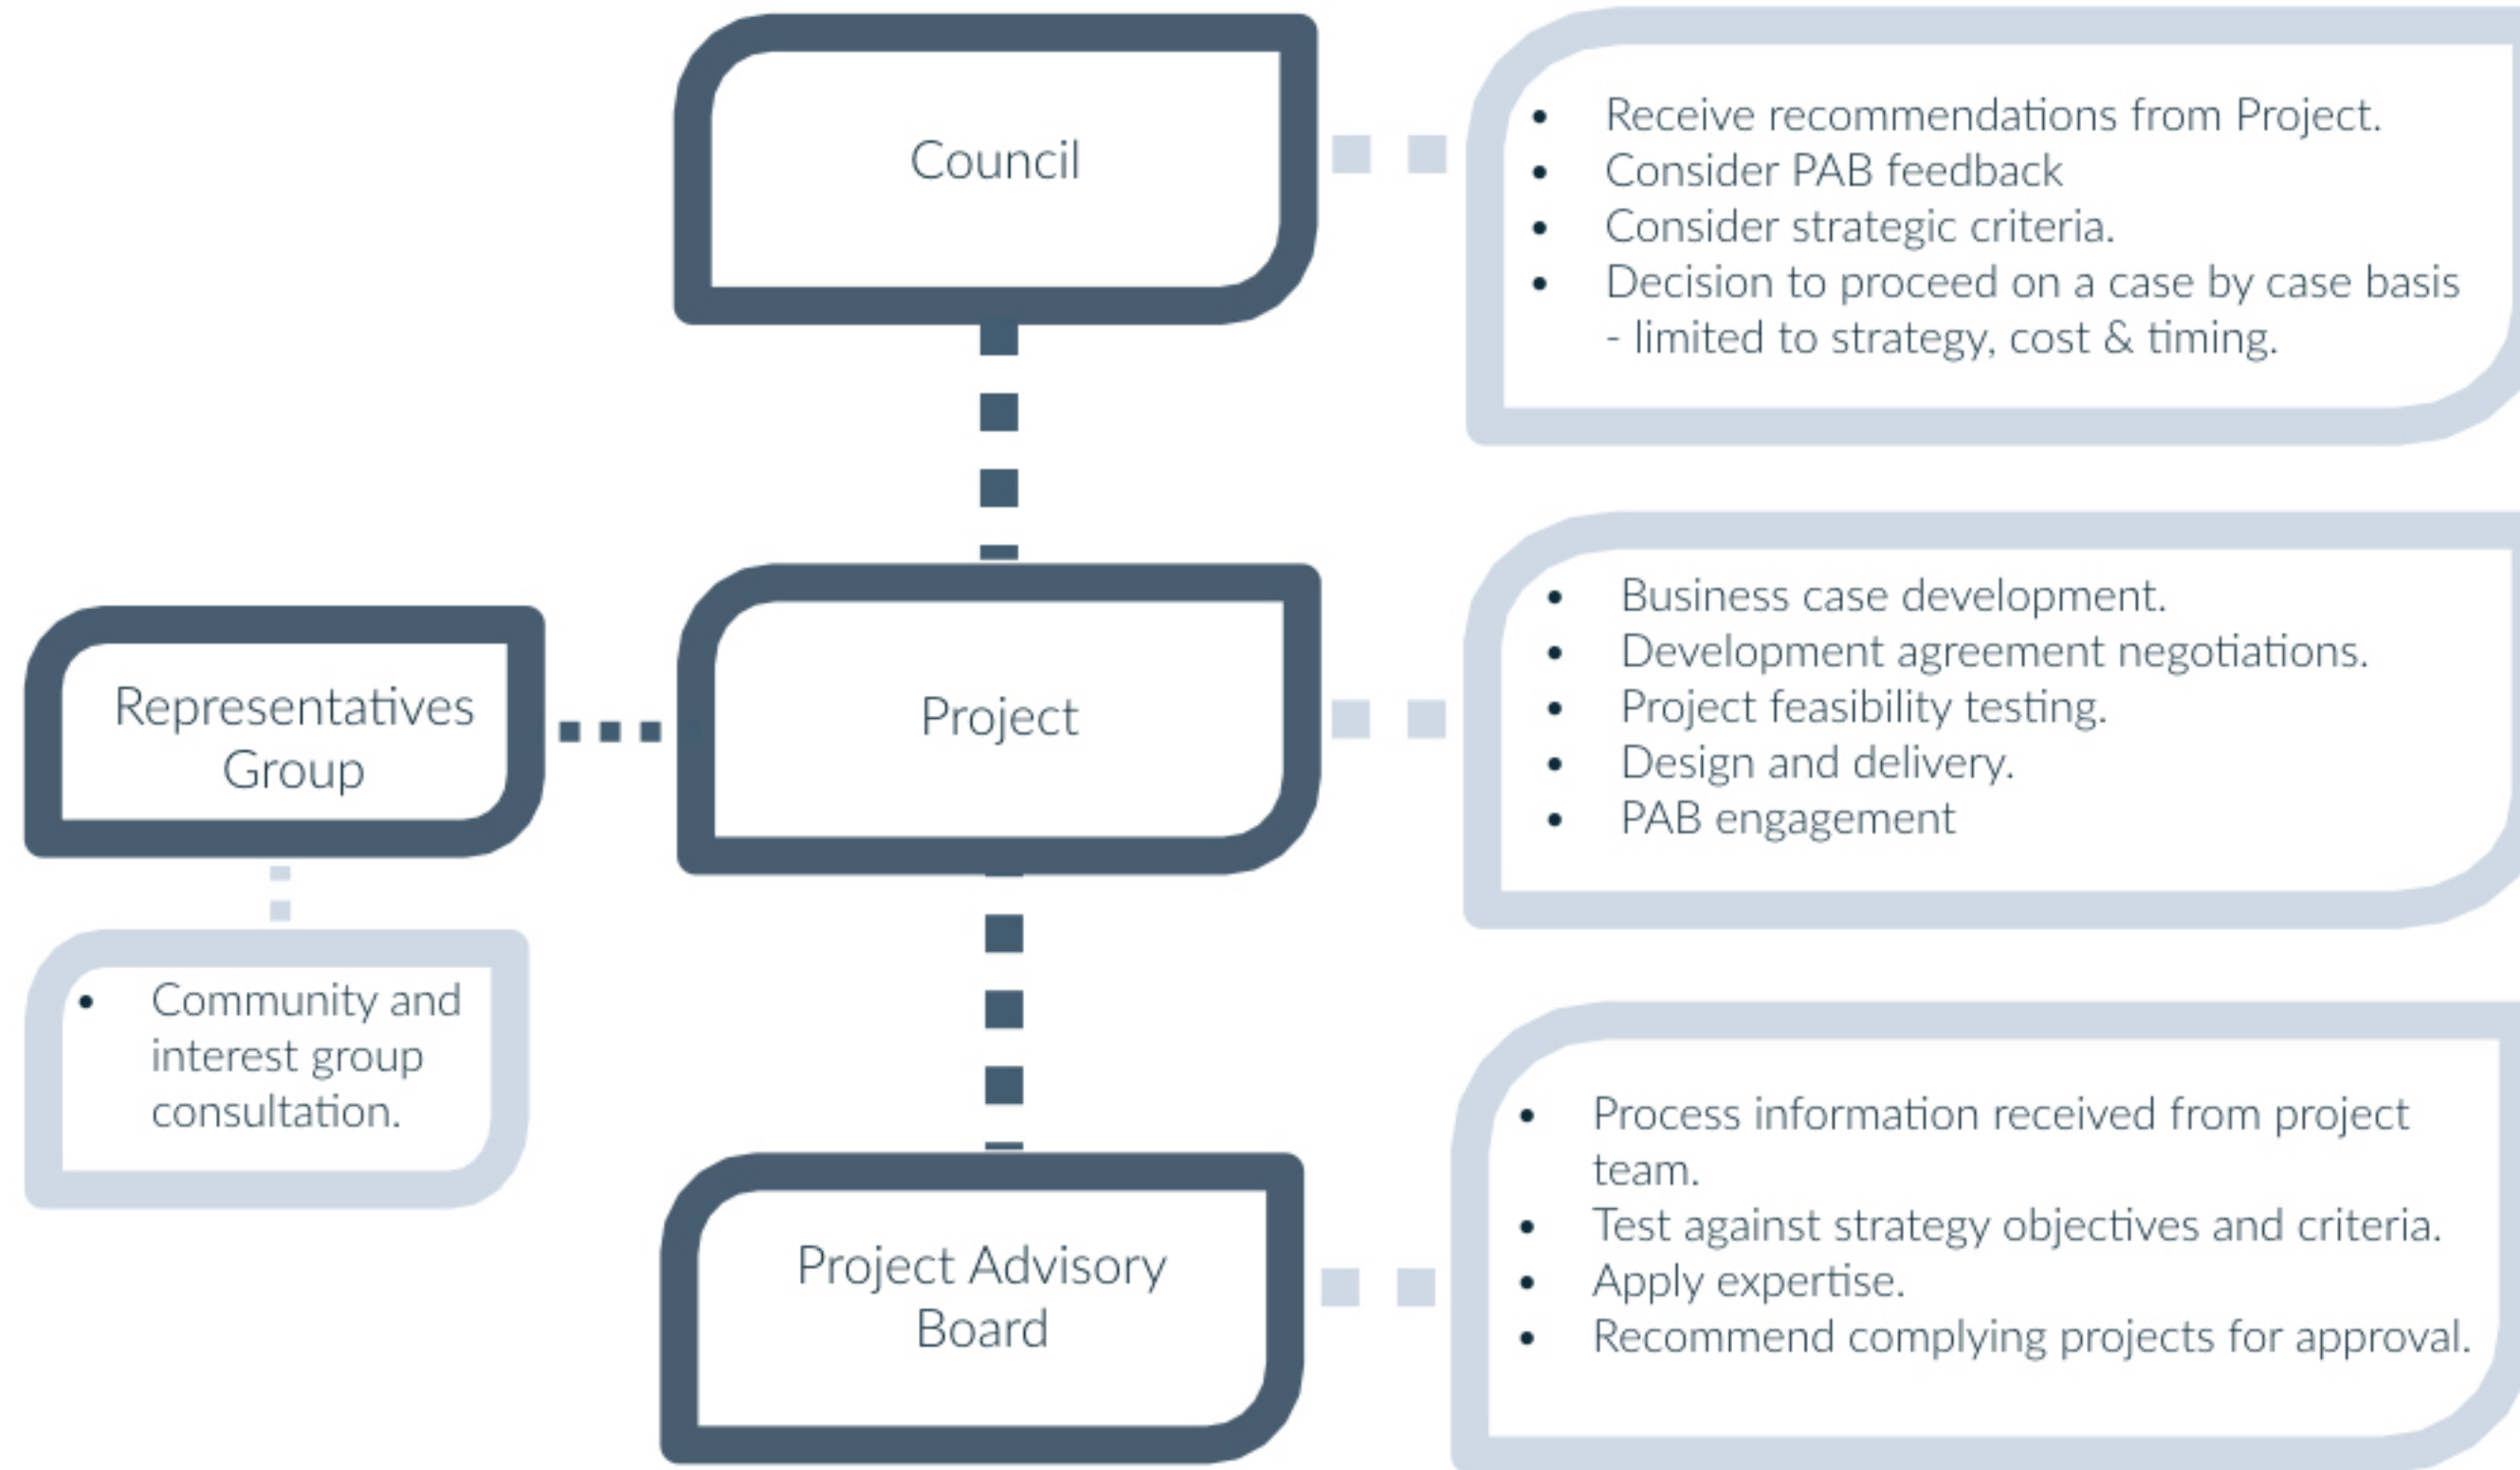 Council
• Receive recommendations from Project.
• Consider PAB feedback
• Consider strategic criteria.
• Decision to proceed on a case by case basis
- limited to strategy, cost & timing.
Representatives
Group
• Community and
interest group
consultation.
Project
• Business case development.
• Development agreement negotiations.
• Project feasibility testing.
• Design and delivery.
• PAB engagement
Project Advisory
Board
• Process information received from project
team.
• Test against strategy objectives and criteria.
• Apply expertise.
• Recommend complying projects for approval.